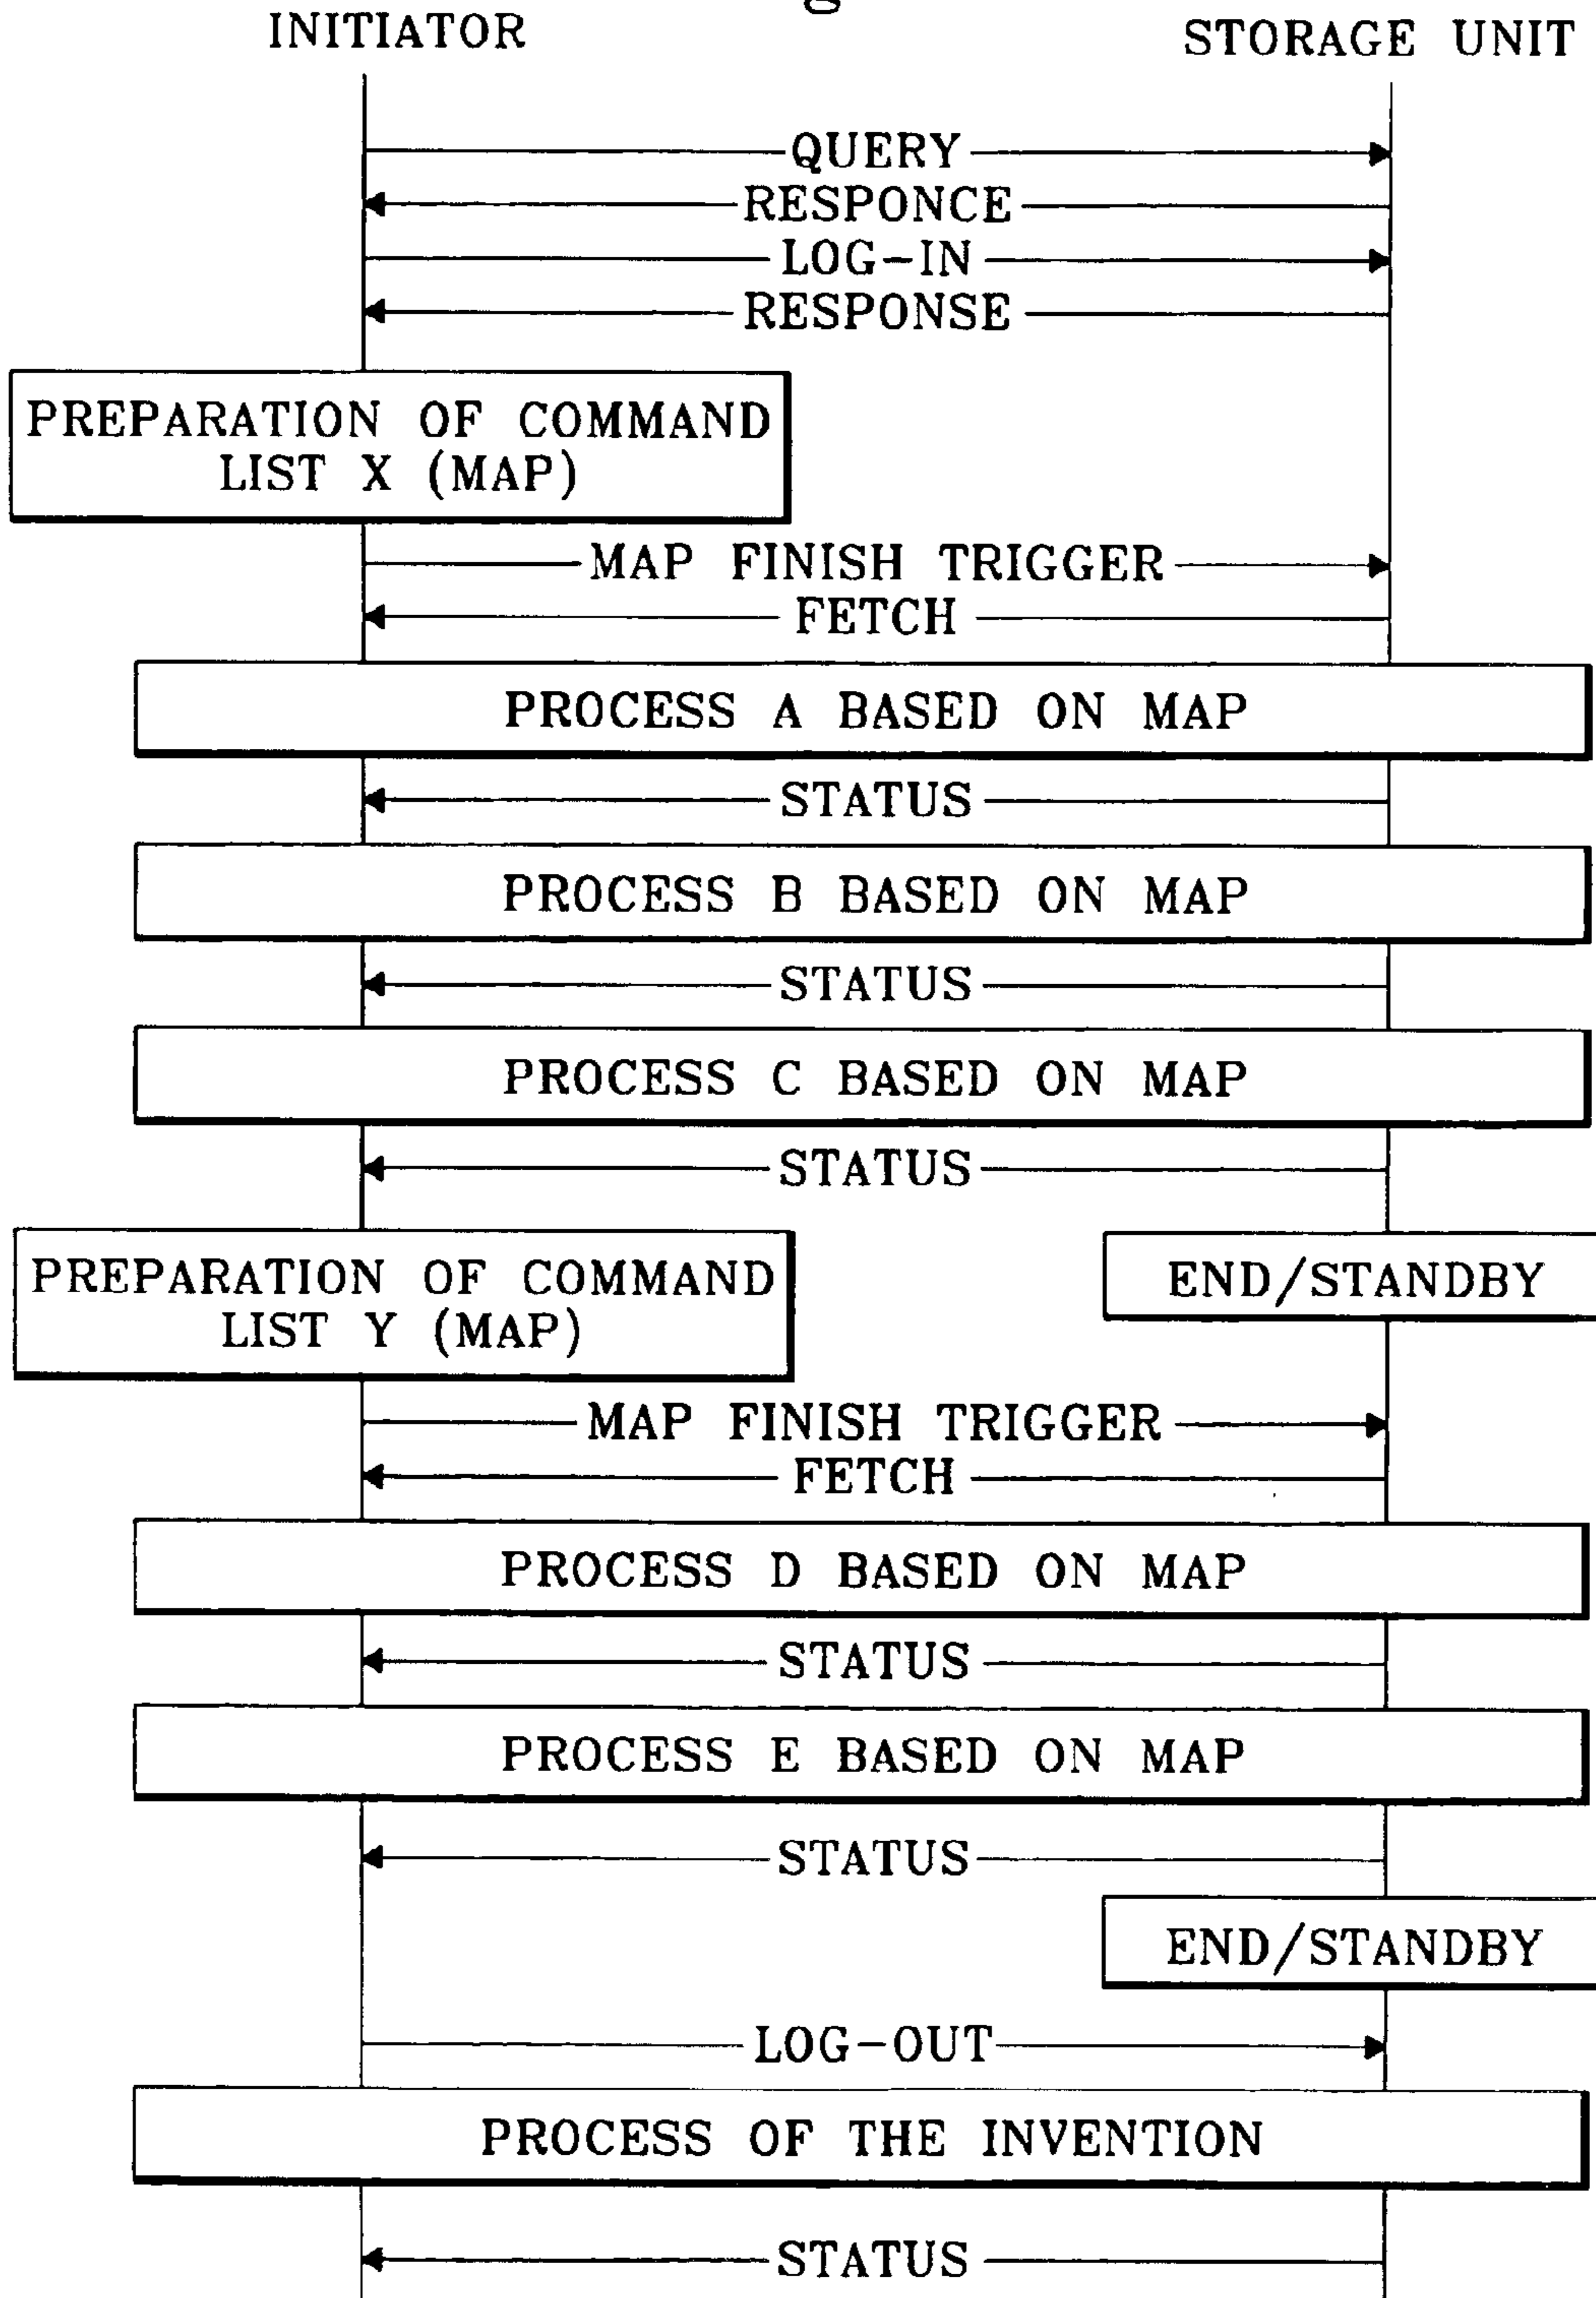 INITIATOR
STORAGE UNIT
QUERY
RESPONCE
LOG-IN
RESPONSE
PREPARATION OF COMMAND
LIST X (MAP)
MAP FINISH TRIGGER
FETCH
PROCESS A BASED ON MAP
STATUS
PROCESS B BASED ON MAP
STATUS
PROCESS C BASED ON MAP
STATUS
PREPARATION OF COMMAND
LIST Y (MAP)
END/STANDBY
MAP FINISH TRIGGER
FETCH
PROCESS D BASED ON MAP
STATUS
PROCESS E BASED ON MAP
STATUS
END/STANDBY
LOG-OUT
PROCESS OF THE INVENTION
STATUS